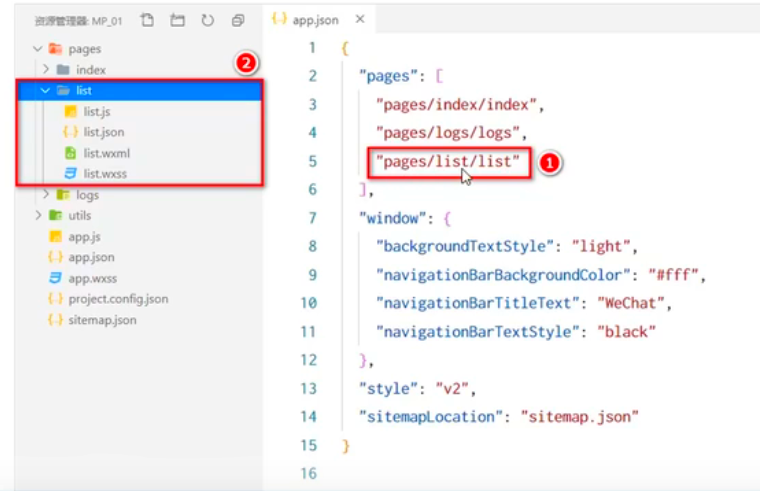 资源管理器: MP_01
pages
index
list
list.js
list.json
list.wxml
list.wxss
logs
utils
app.js
app.json
app.wxss
project.config.json
sitemap.json
2
app.json
1 {
2 "pages": [
3 "pages/index/index",
4 "pages/logs/logs",
5 "pages/list/list"
1
6 ],
7 "window": {
8 "backgroundTextStyle": "light",
9 "navigationBarBackgroundColor": "#fff",
10 "navigationBarTitleText": "WeChat",
11 "navigationBarTextStyle": "black"
12 },
13 "style": "v2",
14 "sitemapLocation": "sitemap.json"
15 }
16